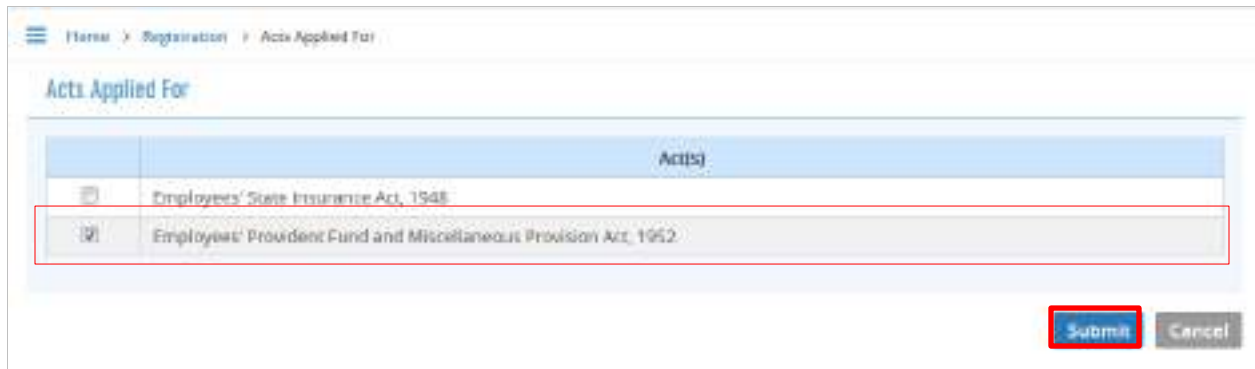 Home > Registration > Acts Applied For
Acts Applied For
Act(s)
Employees' State Insurance Act, 1948
Employees' Provident Fund and Miscellaneous Provision Act, 1952
Submit Cancel